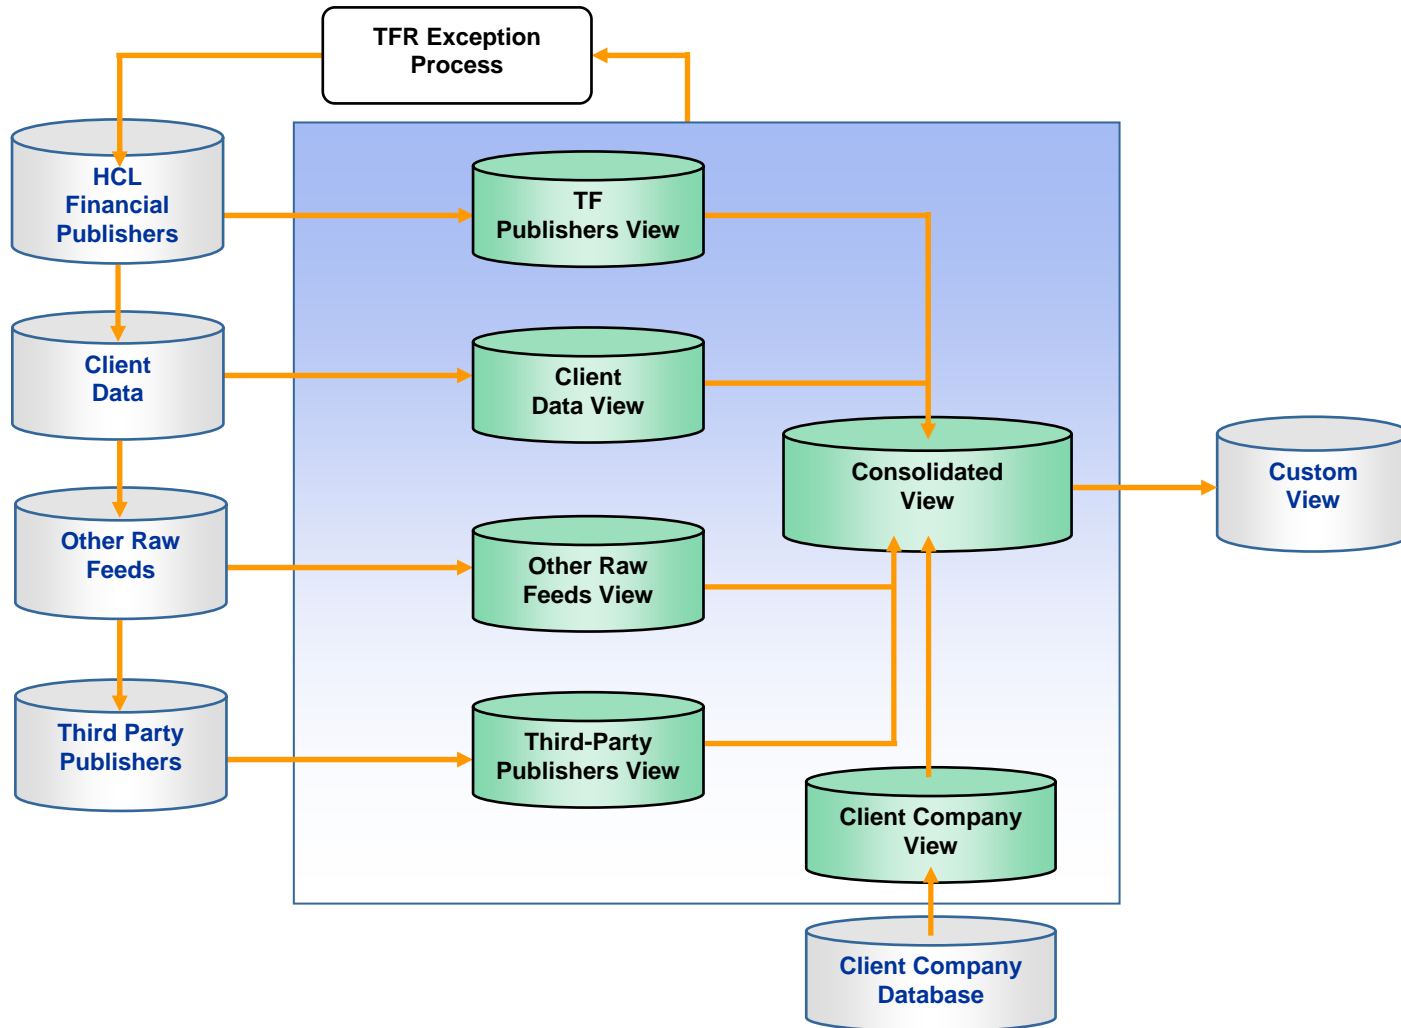 TFR Exception
Process
HCL
Financial
Publishers
TF
Publishers View
Client
Data
Client
Data View
Consolidated
View
Custom
View
Other Raw
Feeds
Other Raw
Feeds View
Third Party
Publishers
Third-Party
Publishers View
Client Company
View
Client Company
Database